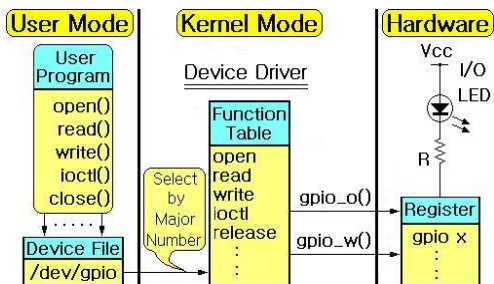 User Mode
Kernel Mode
Hardware
User
Program
open()
read()
write()
ioctl()
close()
Device File
/dev/gpio
Select
by
Major
Number
Device Driver
Function
Table
open
read
write
ioctl
release
gpio_o()
gpio_w()
Vcc
I/O
LED
R
Register
gpio x